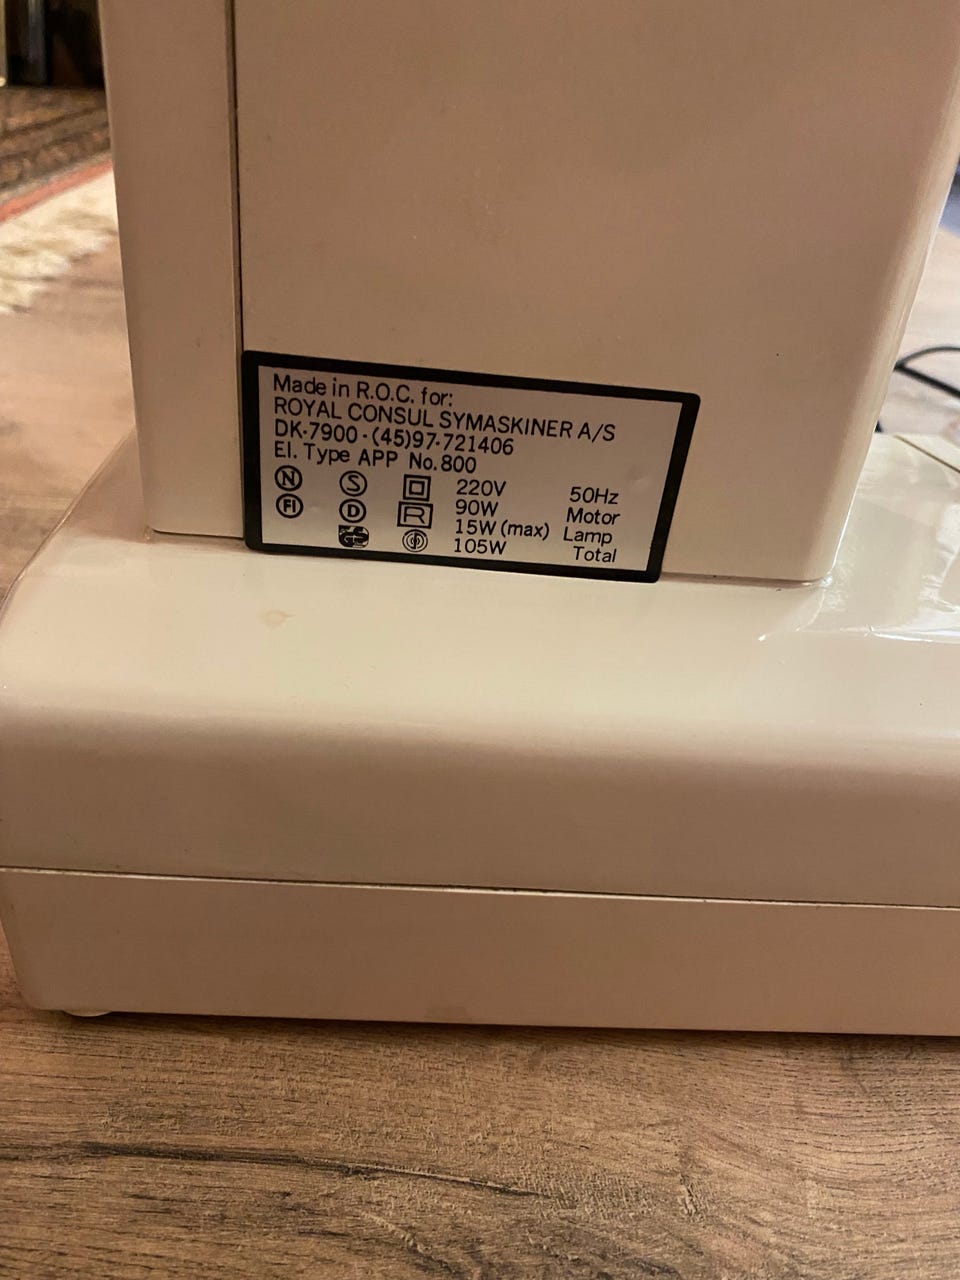 Made in R.O.C. for:
ROYAL CONSUL SYMASKINER A/S
DK-7900 - (45)97-721406
El. Type APP No. 800
N S 220V 50Hz
FI D R 90W Motor
15W (max) Lamp
105W Total